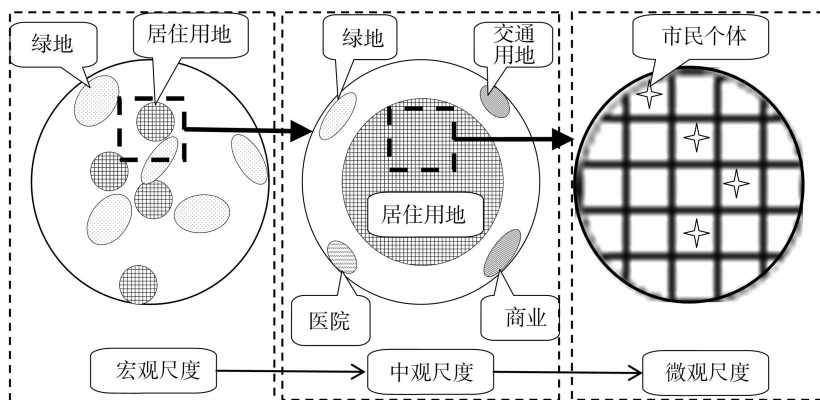 绿地
居住用地
绿地
交通
用地
市民个体
居住用地
医院
商业
宏观尺度
中观尺度
微观尺度